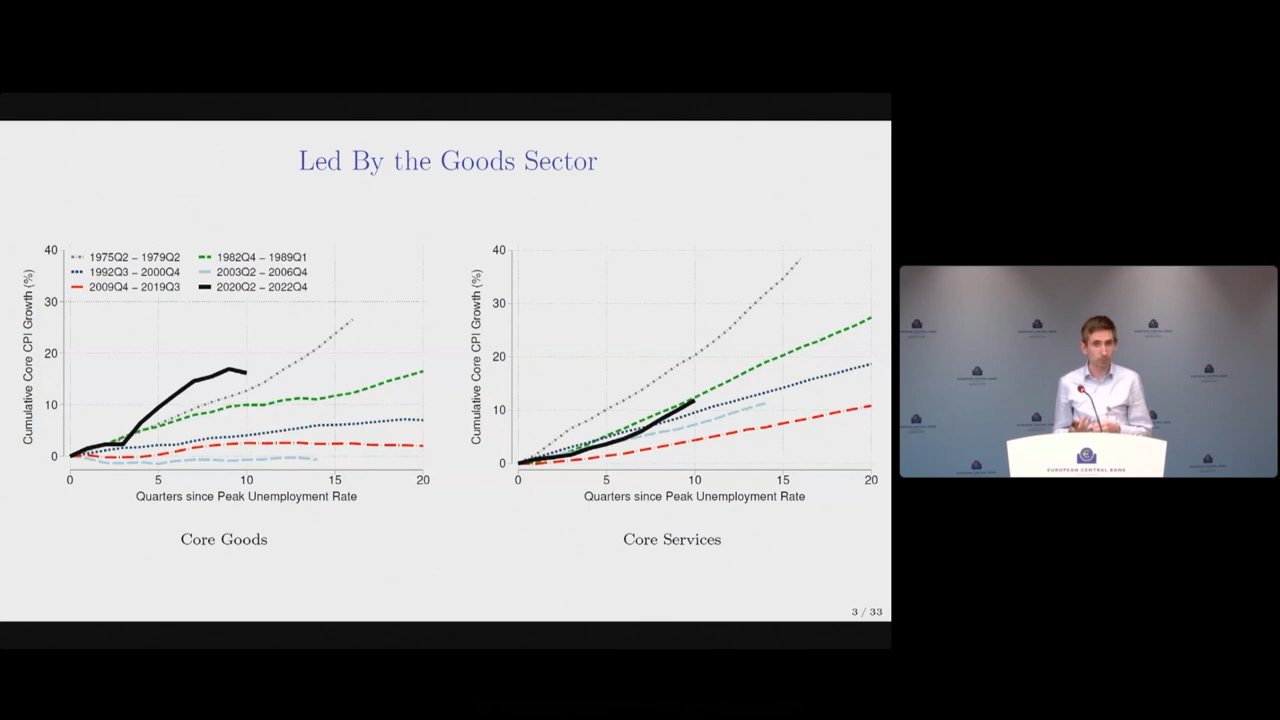 Led By the Goods Sector
Cumulative Core CPI Growth (%)
40
30
20
10
0
1975Q2 – 1979Q2
1982Q4 – 1989Q1
1992Q3 – 2000Q4
2003Q2 – 2006Q4
2009Q4 – 2019Q3
2020Q2 – 2022Q4
0 5 10 15 20
Quarters since Peak Unemployment Rate
Core Goods
Cumulative Core CPI Growth (%)
40
30
20
10
0
0 5 10 15 20
Quarters since Peak Unemployment Rate
Core Services
3 / 33
EUROPEAN CENTRAL BANK